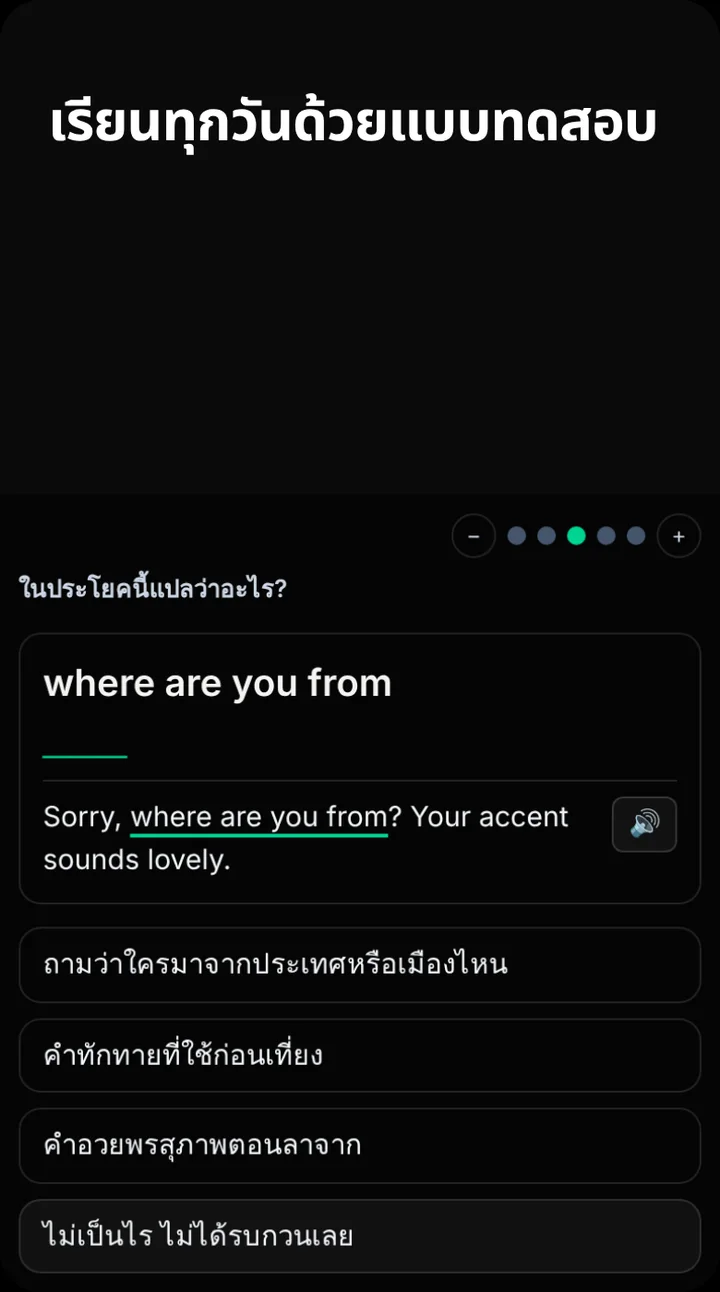 เรียนทุกวันด้วยแบบทดสอบ
−
+
ในประโยคนี้แปลว่าอะไร?
where are you from
Sorry, where are you from? Your accent
sounds lovely.
ถามว่าใครมาจากประเทศหรือเมืองไหน
คำทักทายที่ใช้ก่อนเที่ยง
คำอวยพรสุภาพตอนลาจาก
ไม่เป็นไร ไม่ได้รบกวนเลย